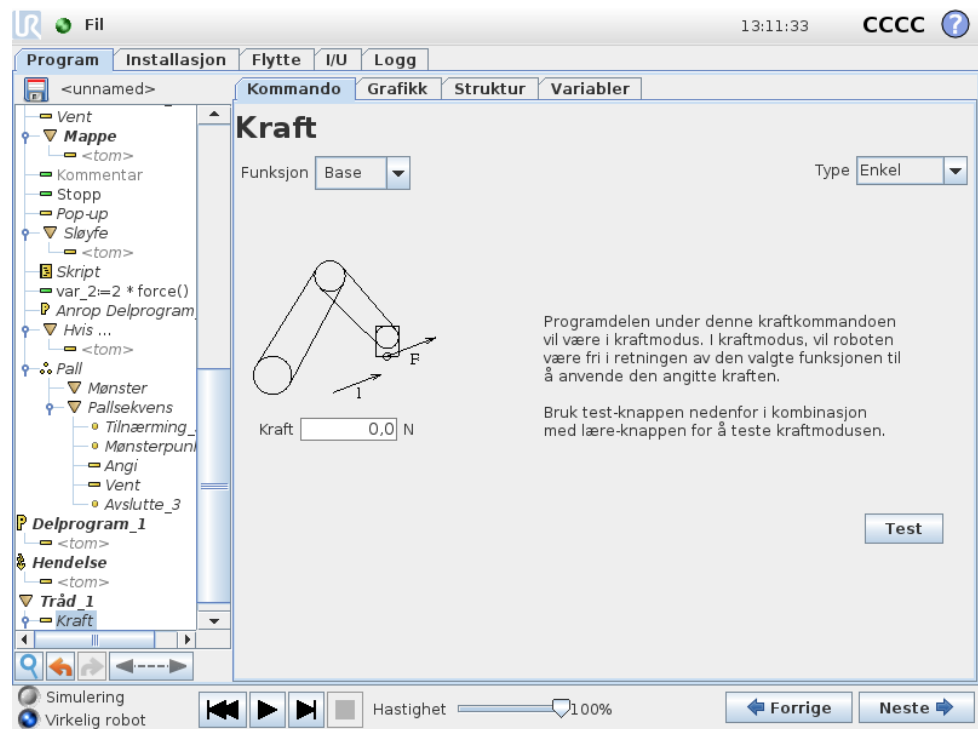 Fil
13:11:33
CCCC
?
Program Installasjon Flytte I/U Logg
<unnamed>
Kommando Grafikk Struktur Variabler
Vent
Mappe
<tom>
Kommentar
Stopp
Pop-up
Sløyfe
<tom>
Skript
var_2:=2 * force()
Anrop Delprogram
Hvis ...
<tom>
Pall
Mønster
Pallsekvens
Tilnærming_
Mønsterpun
Angi
Vent
Avslutte_3
Delprogram_1
<tom>
Hendelse
<tom>
Tråd_1
Kraft
Kraft
Funksjon Base
Type Enkel
F
1
Kraft 0,0 N
Programdelen under denne kraftkommandoen
vil være i kraftmodus. I kraftmodus, vil roboten
være fri i retningen av den valgte funksjonen til
å anvende den angitte kraften.
Bruk test-knappen nedenfor i kombinasjon
med lære-knappen for å teste kraftmodusen.
Test
Simulering
Virkelig robot
Hastighet 100%
Forrige
Neste